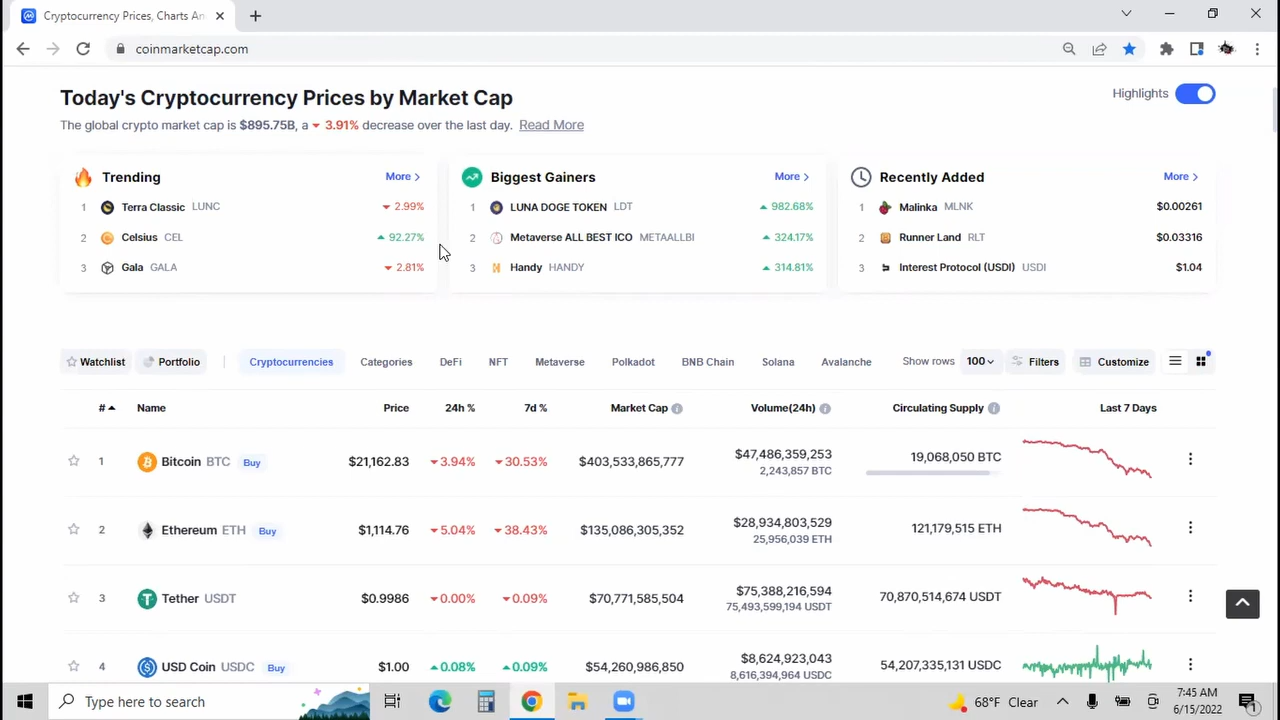 Cryptocurrency Prices, Charts An
coinmarketcap.com
Today's Cryptocurrency Prices by Market Cap
Highlights
The global crypto market cap is $895.75B, a 3.91% decrease over the last day. Read More
Trending More
1 Terra Classic LUNC 2.99%
2 Celsius CEL 92.27%
3 Gala GALA 2.81%
Biggest Gainers More
1 LUNA DOGE TOKEN LDT 982.68%
2 Metaverse ALL BEST ICO METAALLBI 324.17%
3 Handy HANDY 314.81%
Recently Added More
1 Malinka MLNK $0.00261
2 Runner Land RLT $0.03316
3 Interest Protocol (USDI) USDI $1.04
Watchlist Portfolio Cryptocurrencies Categories DeFi NFT Metaverse Polkadot BNB Chain Solana Avalanche Show rows 100 Filters Customize
# Name Price 24h % 7d % Market Cap Volume(24h) Circulating Supply Last 7 Days
1 Bitcoin BTC Buy $21,162.83 3.94% 30.53% $403,533,865,777 $47,486,359,253 19,068,050 BTC
2,243,857 BTC
2 Ethereum ETH Buy $1,114.76 5.04% 38.43% $135,086,305,352 $28,934,803,529 121,179,515 ETH
25,956,039 ETH
3 Tether USDT $0.9986 0.00% 0.09% $70,771,585,504 $75,388,216,594 70,870,514,674 USDT
75,493,599,194 USDT
4 USD Coin USDC Buy $1.00 0.08% 0.09% $54,260,986,850 $8,624,923,043 54,207,335,131 USDC
8,616,394,964 USDC
Type here to search
68°F Clear
7:45 AM
6/15/2022
1